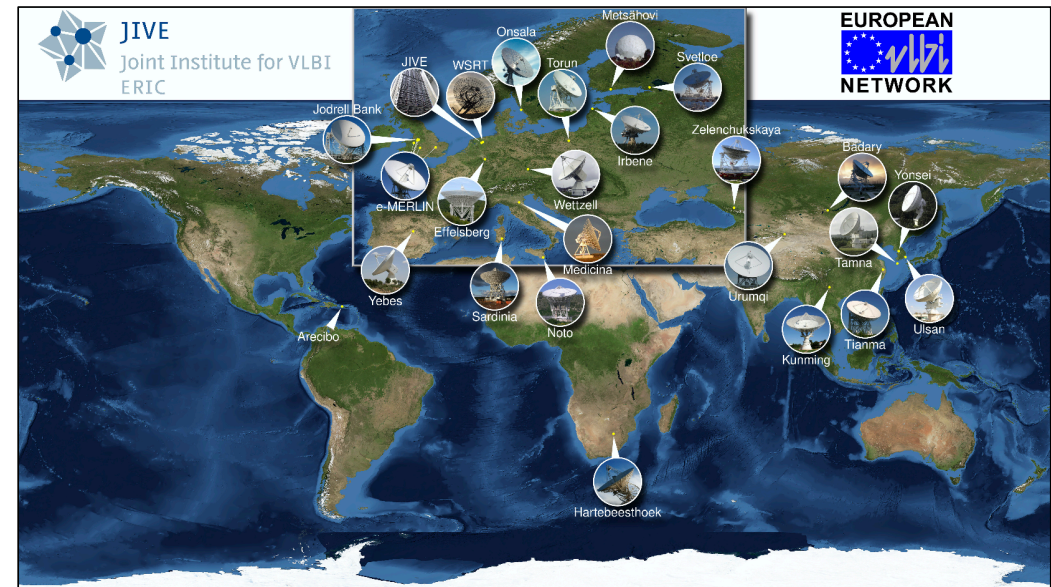 JIVE
Joint Institute for VLBI
ERIC
EUROPEAN
vlbi
NETWORK
Metsähovi
Onsala
JIVE
WSRT
Torun
Svetloe
Jodrell Bank
Zelenchukskaya
Irbene
Badary
Yonsei
e-MERLIN
Wettzell
Effelsberg
Tamna
Medicina
Yebes
Urumqi
Sardinia
Noto
Ulsan
Arecibo
Tianma
Kunming
Hartebeesthoek